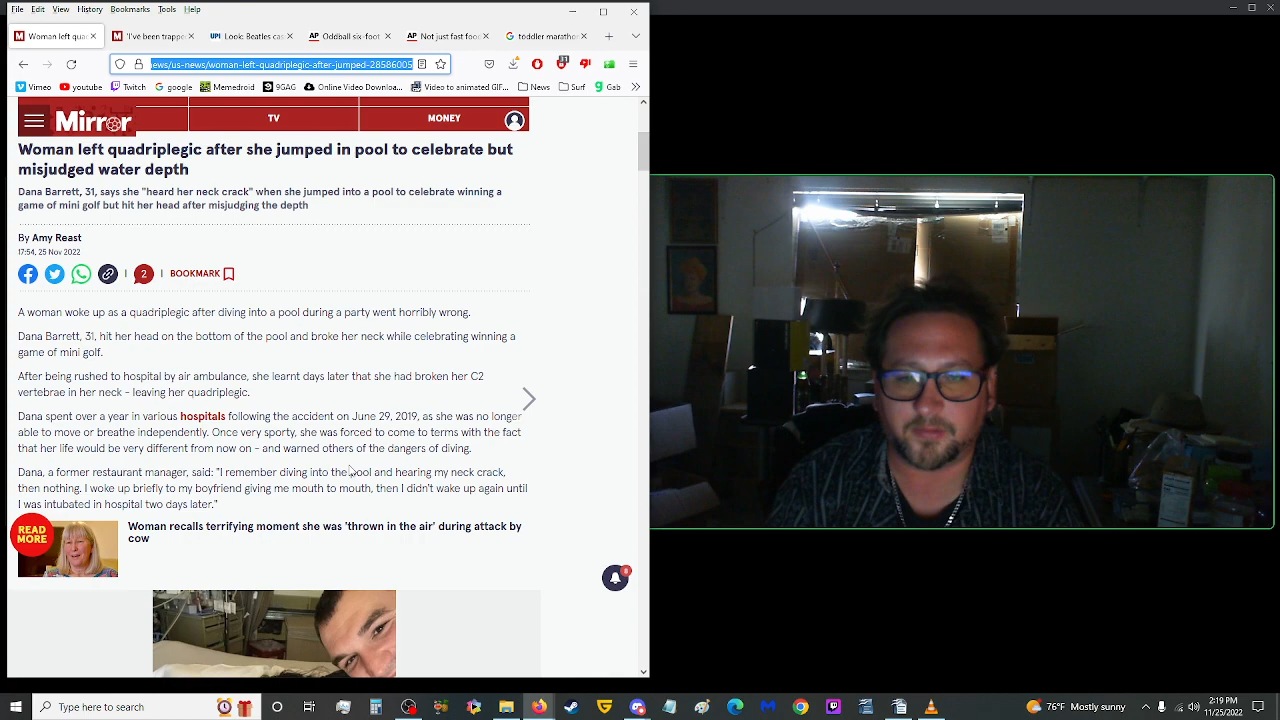 File Edit View History Bookmarks Tools Help
Woman left quac
'I've been trappe
UPI Look: Beatles cas
AP Oddball six-foot
AP Not just fast food
G toddler marathon
news/us-news/woman-left-quadriplegic-after-jumped-28586005
31
Vimeo youtube Twitch google Memedroid 9GAG Online Video Downloa... Video to animated GIF... News Surf Gab
Mirror
TV
MONEY
Woman left quadriplegic after she jumped in pool to celebrate but
misjudged water depth
Dana Barrett, 31, says she "heard her neck crack" when she jumped into a pool to celebrate winning a
game of mini golf but hit her head after misjudging the depth
By Amy Reast
17:54, 25 Nov 2022
2 | BOOKMARK
A woman woke up as a quadriplegic after diving into a pool during a party went horribly wrong.
Dana Barrett, 31, hit her head on the bottom of the pool and broke her neck while celebrating winning a
game of mini golf.
After being rushed to hospital by air ambulance, she learnt days later that she had broken her C2
vertebrae in her neck - leaving her quadriplegic.
Dana spent over a year in various hospitals following the accident on June 29, 2019, as she was no longer
able to move or breathe independently. Once very sporty, she was forced to come to terms with the fact
that her life would be very different from now on - and warned others of the dangers of diving.
Dana, a former restaurant manager, said: "I remember diving into the pool and hearing my neck crack,
then nothing. I woke up briefly to my boyfriend giving me mouth to mouth, then I didn't wake up again until
I was intubated in hospital two days later."
READ
MORE
Woman recalls terrifying moment she was 'thrown in the air' during attack by
cow
8
Type here to search
76°F Mostly sunny
2:19 PM
11/25/2022